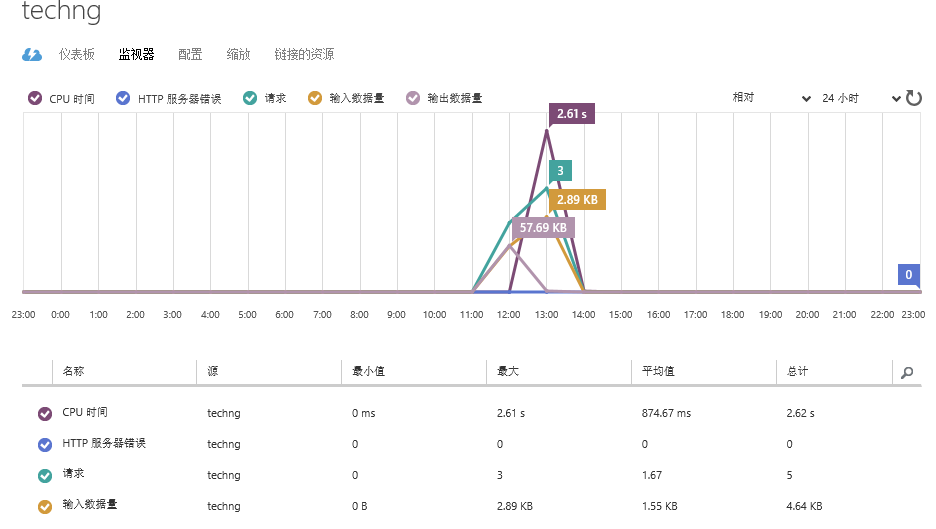 techng
仪表板 监视器 配置 缩放 链接的资源
CPU 时间 HTTP 服务器错误 请求 输入数据量 输出数据量 相对 24 小时
2.61 s
3
2.89 KB
57.69 KB
0
23:00 0:00 1:00 2:00 3:00 4:00 5:00 6:00 7:00 8:00 9:00 10:00 11:00 12:00 13:00 14:00 15:00 16:00 17:00 18:00 19:00 20:00 21:00 22:00 23:00
名称 源 最小值 最大 平均值 总计
CPU 时间 techng 0 ms 2.61 s 874.67 ms 2.62 s
HTTP 服务器错误 techng 0 0 0 0
请求 techng 0 3 1.67 5
输入数据量 techng 0 B 2.89 KB 1.55 KB 4.64 KB